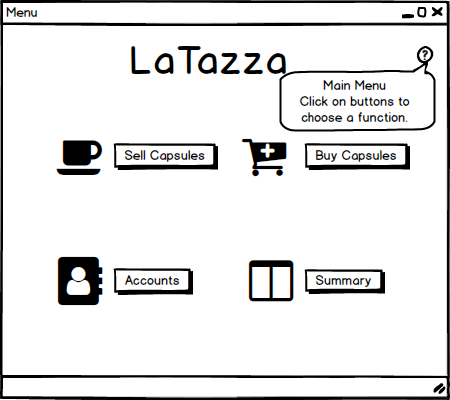 Menu
LaTazza
?
Main Menu
Click on buttons to
choose a function.
Sell Capsules
Buy Capsules
Accounts
Summary